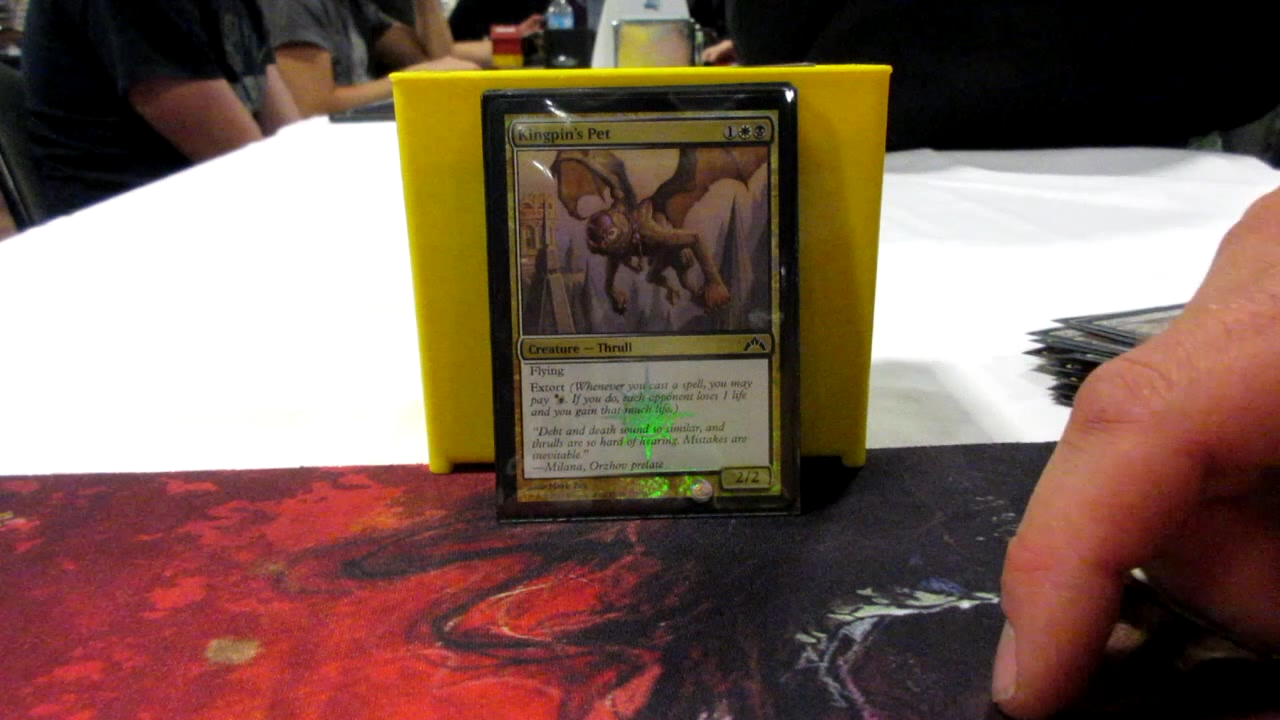 Kingpin's Pet 1
Creature — Thrull
Flying
Extort (Whenever you cast a spell, you may
pay . If you do, each opponent loses 1 life
and you gain that much life.)
"Debt and death sound so similar, and
thrulls are so hard of hearing. Mistakes are
inevitable."
—Milana, Orzhov prelate
2/2